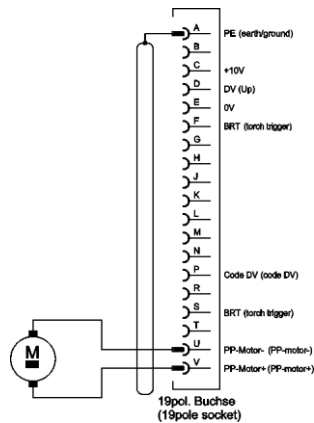 A PE (earth/ground)
B
C +10V
D DV (Up)
E 0V
F BRT (torch trigger)
G
H
J
K
L
M
N
P Code DV (code DV)
R
S BRT (torch trigger)
T
M
U PP-Motor- (PP-motor-)
V PP-Motor+ (PP-motor+)
19pol. Buchse
(19pole socket)